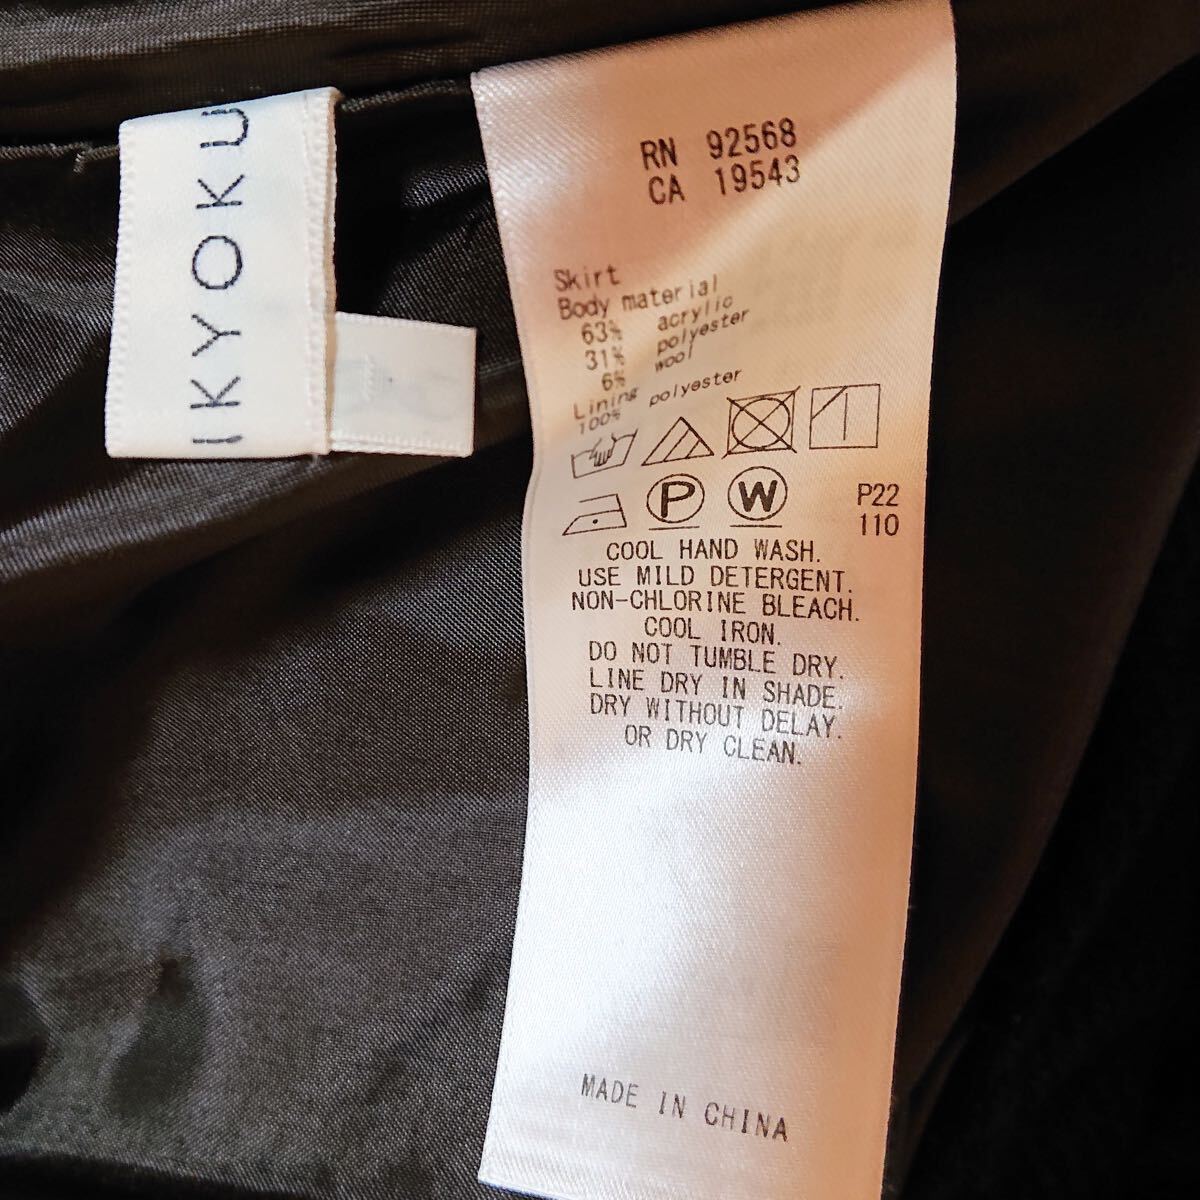 IKYOKU
RN 92568
CA 19543
Skirt
Body material
63% acrylic
31% polyester
6% wool
Lining
100% polyester
P
W
P22
110
COOL HAND WASH.
USE MILD DETERGENT.
NON-CHLORINE BLEACH.
COOL IRON.
DO NOT TUMBLE DRY.
LINE DRY IN SHADE.
DRY WITHOUT DELAY.
OR DRY CLEAN.
MADE IN CHINA